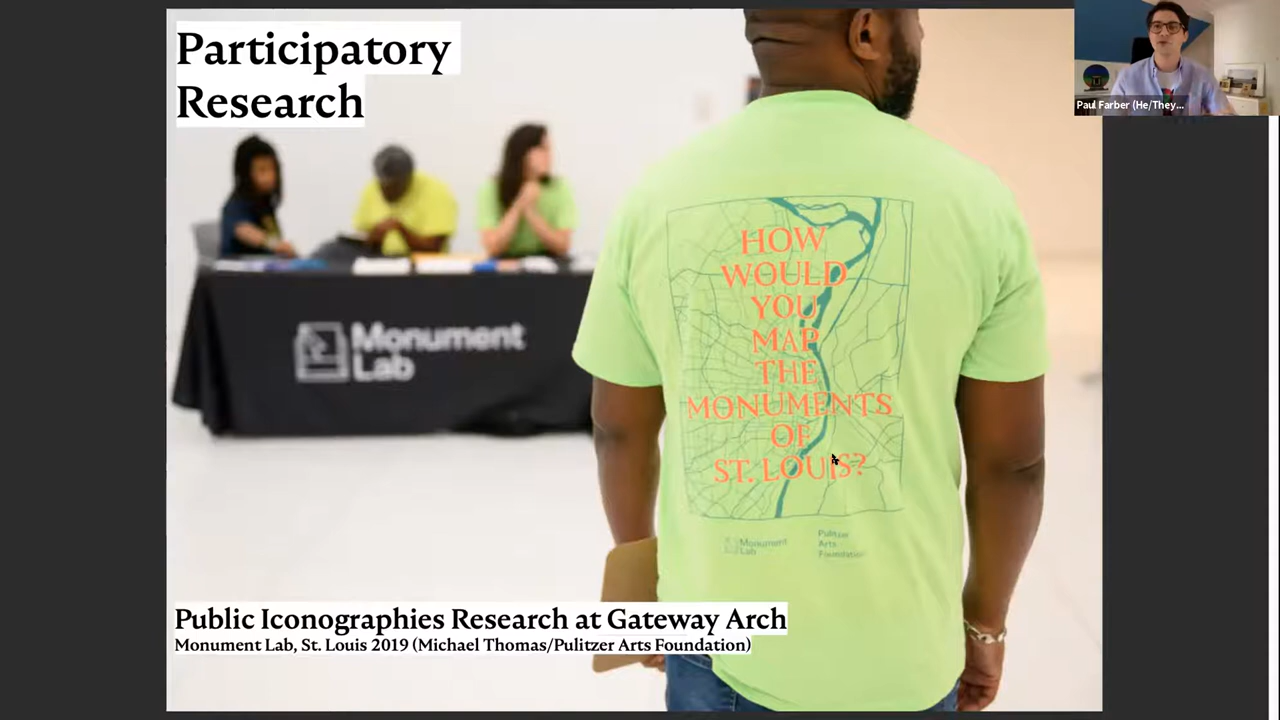 Participatory
Research
Paul Farber (He/They...
HOW
WOULD
YOU
MAP
THE
MONUMENTS
OF
ST. LOUIS?
Monument
Lab
Monument
Lab
Pulitzer
Arts
Foundation
Public Iconographies Research at Gateway Arch
Monument Lab, St. Louis 2019 (Michael Thomas/Pulitzer Arts Foundation)